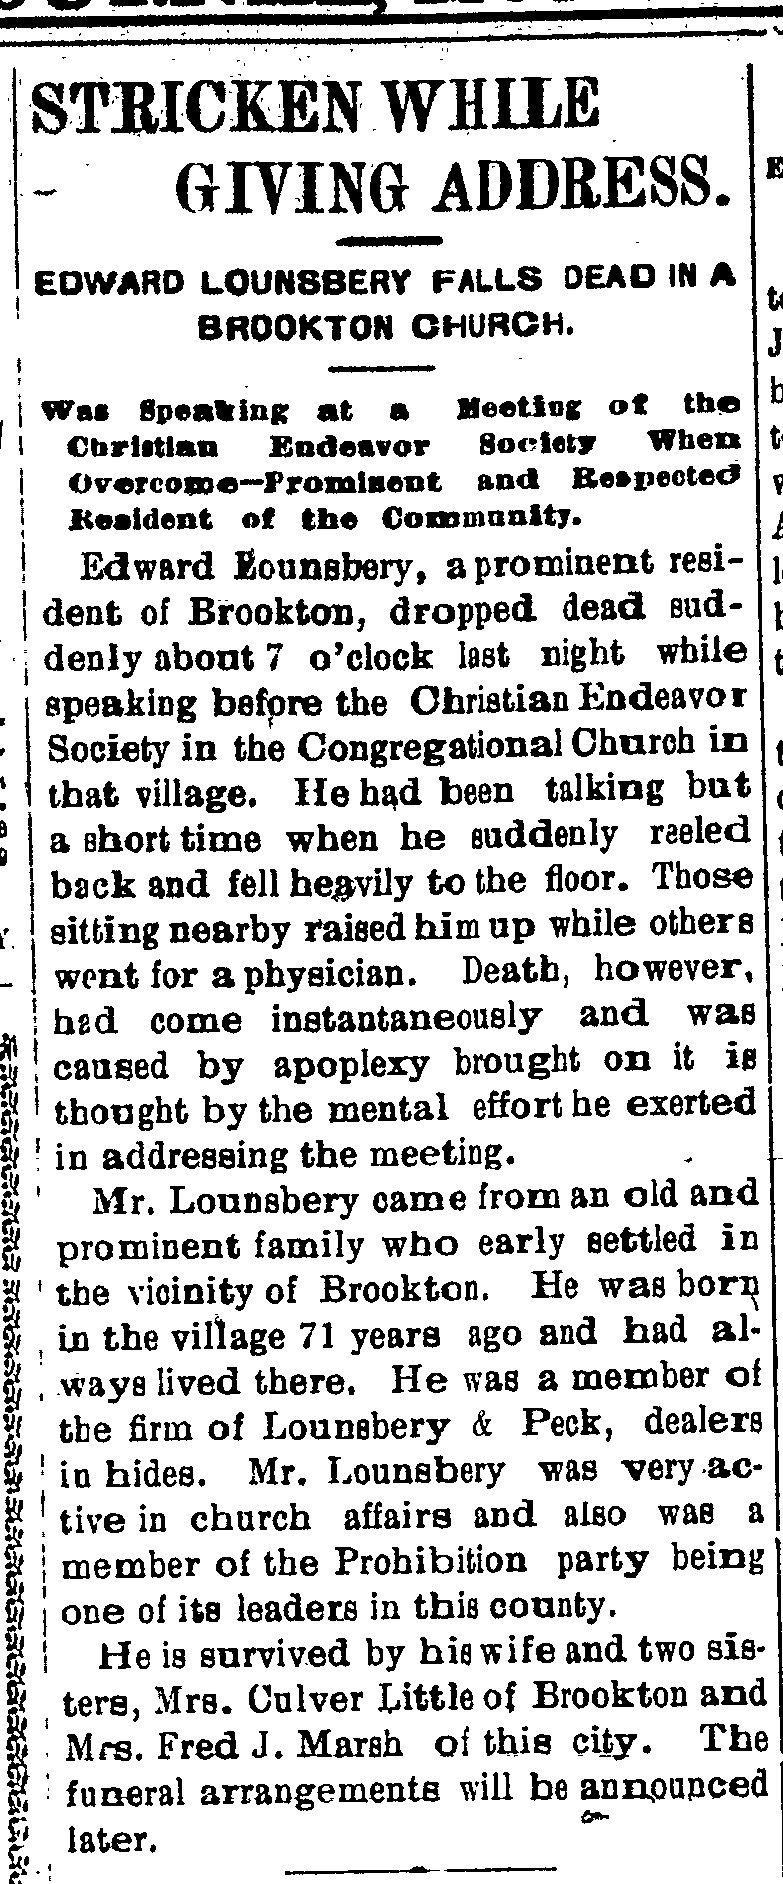 STRICKEN WHILE
GIVING ADDRESS.
EDWARD LOUNSBERY FALLS DEAD IN A
BROOKTON CHURCH.
Was Speaking at a Meeting of the
Christian Endeavor Society When
Overcome—Prominent and Respected
Resident of the Community.
Edward Lounsbery, a prominent resi-
dent of Brookton, dropped dead sud-
denly about 7 o'clock last night while
speaking before the Christian Endeavor
Society in the Congregational Church in
that village. He had been talking but
a short time when he suddenly reeled
back and fell heavily to the floor. Those
sitting nearby raised him up while others
went for a physician. Death, however,
had come instantaneously and was
caused by apoplexy brought on it is
thought by the mental effort he exerted
in addressing the meeting.
Mr. Lounsbery came from an old and
prominent family who early settled in
the vicinity of Brookton. He was born
in the village 71 years ago and had al-
ways lived there. He was a member of
the firm of Lounsbery & Peck, dealers
in hides. Mr. Lounsbery was very ac-
tive in church affairs and also was a
member of the Prohibition party being
one of its leaders in this county.
He is survived by his wife and two sis-
ters, Mrs. Culver Little of Brookton and
Mrs. Fred J. Marsh of this city. The
funeral arrangements will be announced
later.